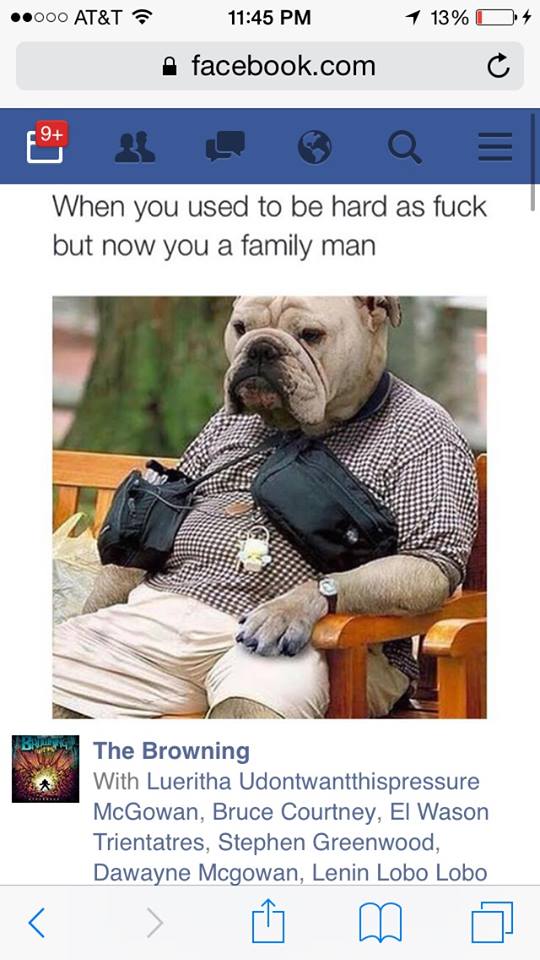 AT&T 11:45 PM 13%
facebook.com
9+
When you used to be hard as fuck
but now you a family man
The Browning
With Lueritha Udontwantthispressure
McGowan, Bruce Courtney, El Wason
Trientatres, Stephen Greenwood,
Dawayne Mcgowan, Lenin Lobo Lobo